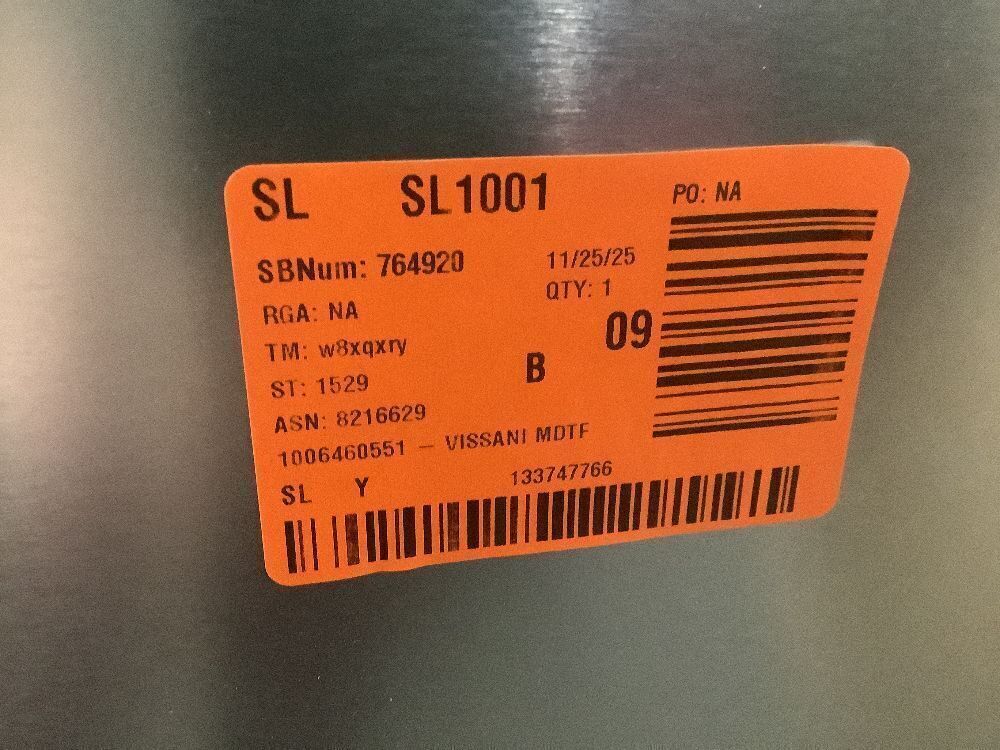 SL SL1001 PO: NA
SBNum: 764920 11/25/25
RGA: NA QTY: 1
TM: w8xqxry B 09
ST: 1529
ASN: 8216629
1006460551 – VISSANI MDTF
SL Y 133747766